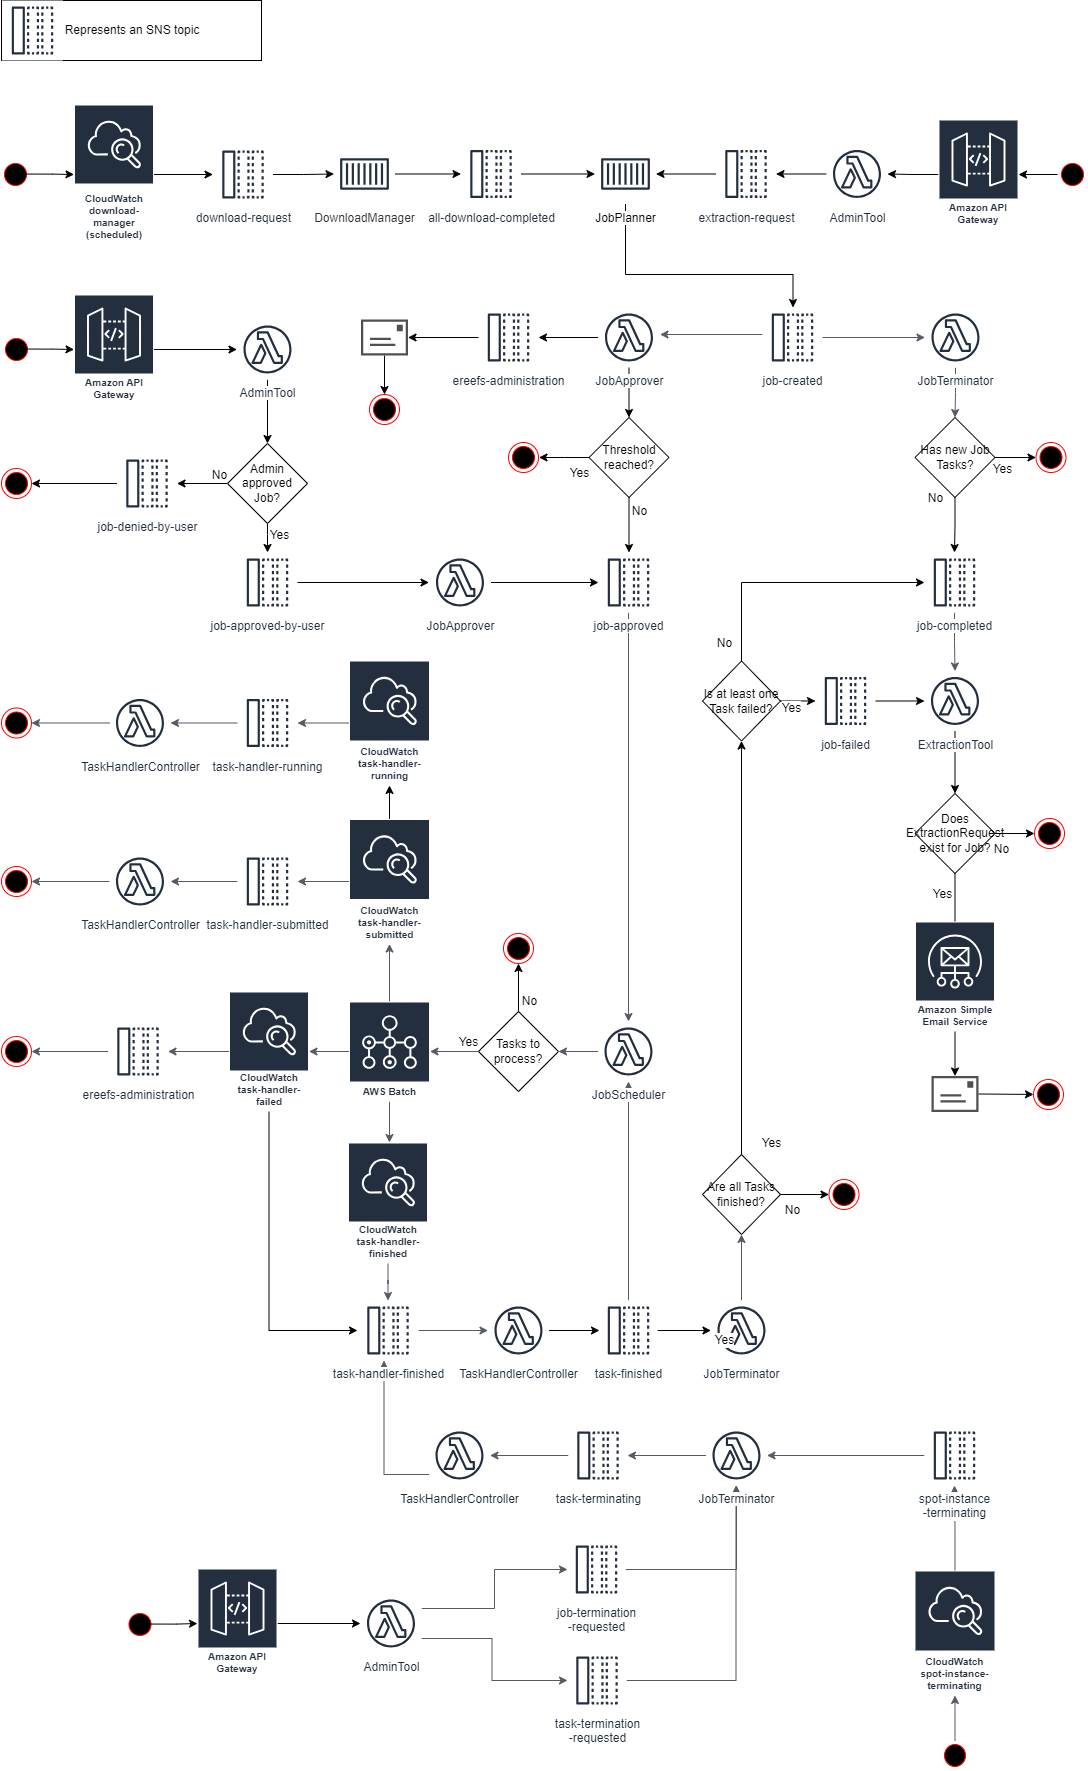 Represents an SNS topic
CloudWatch
download-
manager
(scheduled)
download-request
DownloadManager
all-download-completed
JobPlanner
extraction-request
AdminTool
Amazon API
Gateway
Amazon API
Gateway
AdminTool
ereefs-administration
JobApprover
job-created
JobTerminator
Admin
approved
Job?
No
Yes
job-denied-by-user
Threshold
reached?
Yes
No
Has new Job
Tasks?
Yes
No
job-approved-by-user
JobApprover
job-approved
job-completed
No
Is at least one
Task failed?
Yes
job-failed
ExtractionTool
TaskHandlerController
task-handler-running
CloudWatch
task-handler-
running
Does
ExtractionRequest
exist for Job?
No
Yes
TaskHandlerController
task-handler-submitted
CloudWatch
task-handler-
submitted
Amazon Simple
Email Service
No
Tasks to
process?
Yes
ereefs-administration
CloudWatch
task-handler-
failed
AWS Batch
JobScheduler
Yes
Are all Tasks
finished?
No
CloudWatch
task-handler-
finished
task-handler-finished
TaskHandlerController
task-finished
Yes
JobTerminator
TaskHandlerController
task-terminating
JobTerminator
spot-instance
-terminating
job-termination
-requested
Amazon API
Gateway
AdminTool
task-termination
-requested
CloudWatch
spot-instance-
terminating